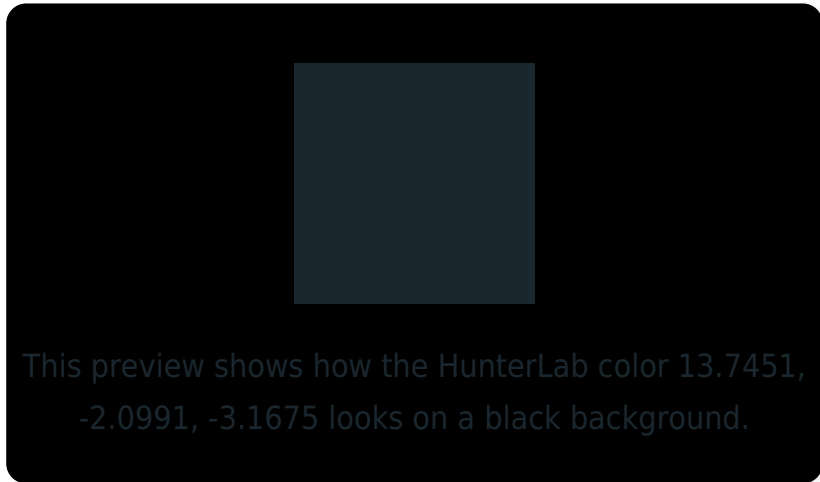 This preview shows how the HunterLab color 13.7451,
-2.0991, -3.1675 looks on a black background.